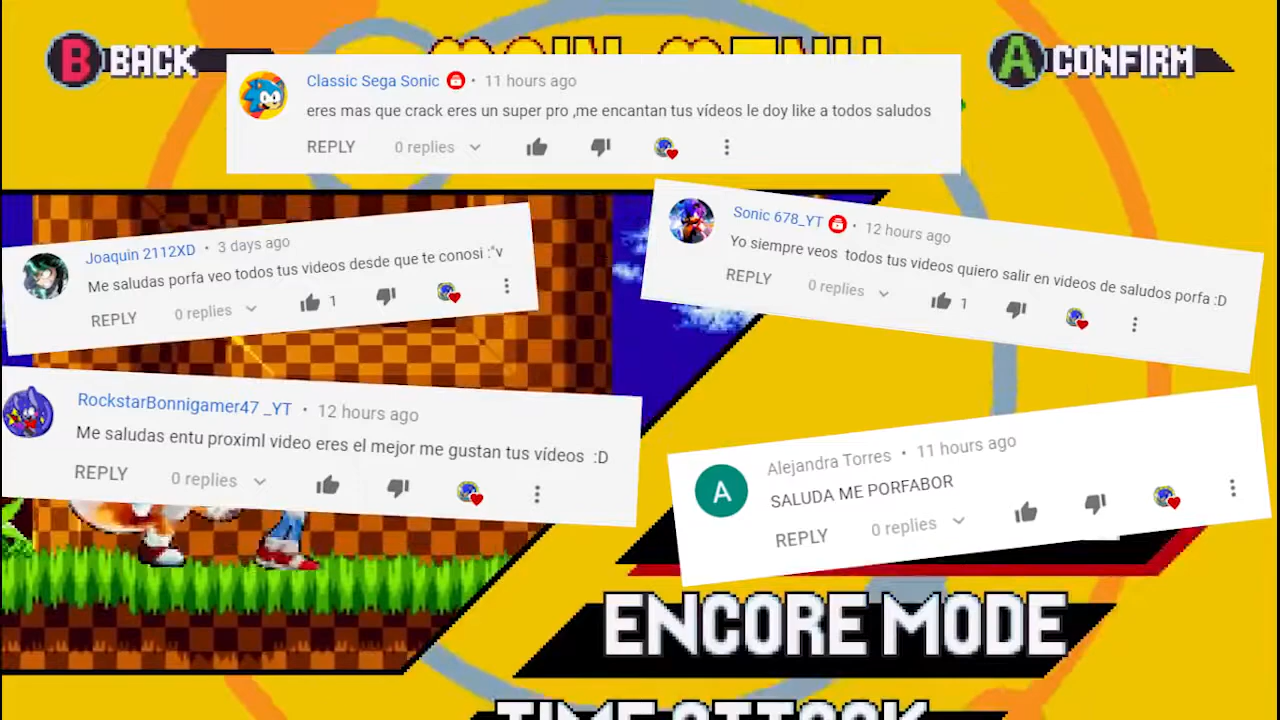 B BACK
MAIN MENU
A CONFIRM
Classic Sega Sonic • 11 hours ago
eres mas que crack eres un super pro ,me encantan tus vídeos le doy like a todos saludos
REPLY 0 replies
Joaquin 2112XD • 3 days ago
Me saludas porfa veo todos tus videos desde que te conosi :"v
REPLY 0 replies 1
Sonic 678_YT • 12 hours ago
Yo siempre veos todos tus videos quiero salir en videos de saludos porfa :D
REPLY 0 replies 1
RockstarBonnigamer47 _YT • 12 hours ago
Me saludas entu proximl video eres el mejor me gustan tus vídeos :D
REPLY 0 replies
A
Alejandra Torres • 11 hours ago
SALUDA ME PORFABOR
REPLY 0 replies
ENCORE MODE
TIME ATTACK